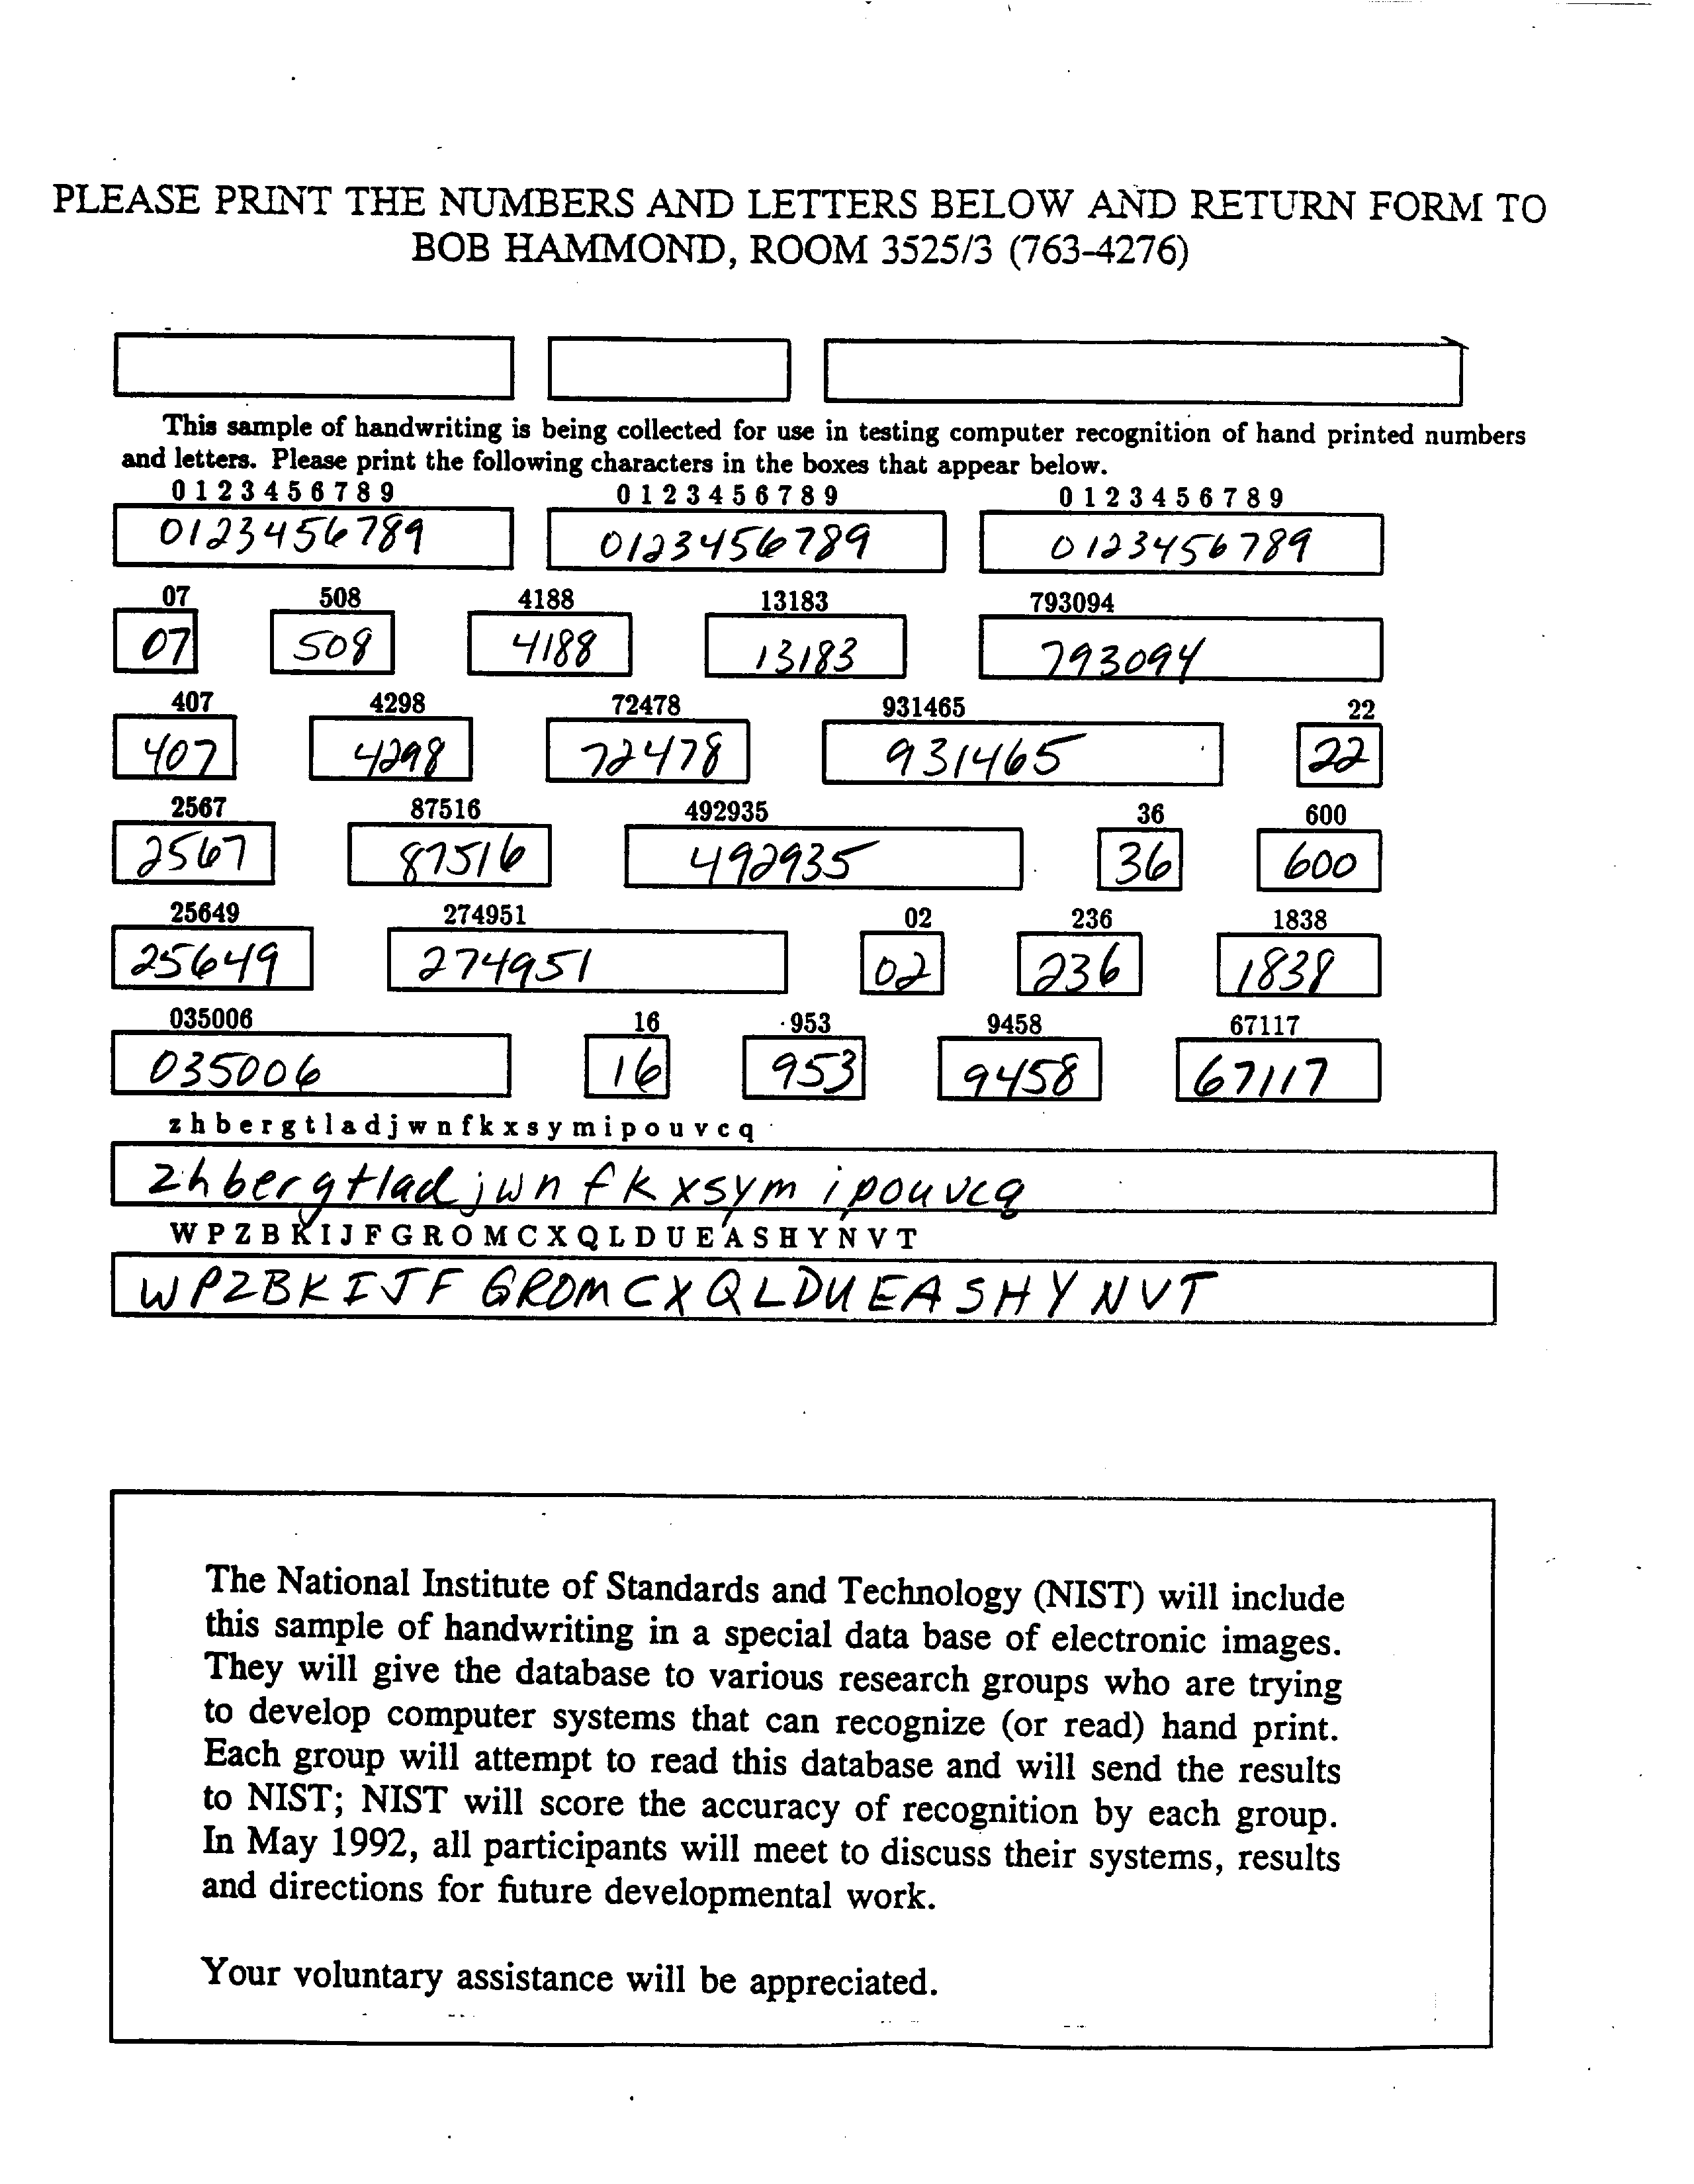 PLEASE PRINT THE NUMBERS AND LETTERS BELOW AND RETURN FORM TO
BOB HAMMOND, ROOM 3525/3 (763-4276)
This sample of handwriting is being collected for use in testing computer recognition of hand printed numbers
and letters. Please print the following characters in the boxes that appear below.
0 1 2 3 4 5 6 7 8 9 0 1 2 3 4 5 6 7 8 9 0 1 2 3 4 5 6 7 8 9
0123456789 0123456789 0123456789
07 508 4188 13183 793094
07 508 4188 13183 793094
407 4298 72478 931465 22
407 4298 72478 931465 22
2567 87516 492935 36 600
2567 87516 492935 36 600
25649 274951 02 236 1838
25649 274951 02 236 1838
035006 16 953 9458 67117
035006 16 953 9458 67117
z h b e r g t l a d j w n f k x s y m i p o u v c q
zhbergtladjwnfkxsymipouvcq
W P Z B K I J F G R O M C X Q L D U E A S H Y N V T
WPZBKIJFGROMCXQLDUEASHYNVT
The National Institute of Standards and Technology (NIST) will include
this sample of handwriting in a special data base of electronic images.
They will give the database to various research groups who are trying
to develop computer systems that can recognize (or read) hand print.
Each group will attempt to read this database and will send the results
to NIST; NIST will score the accuracy of recognition by each group.
In May 1992, all participants will meet to discuss their systems, results
and directions for future developmental work.
Your voluntary assistance will be appreciated.